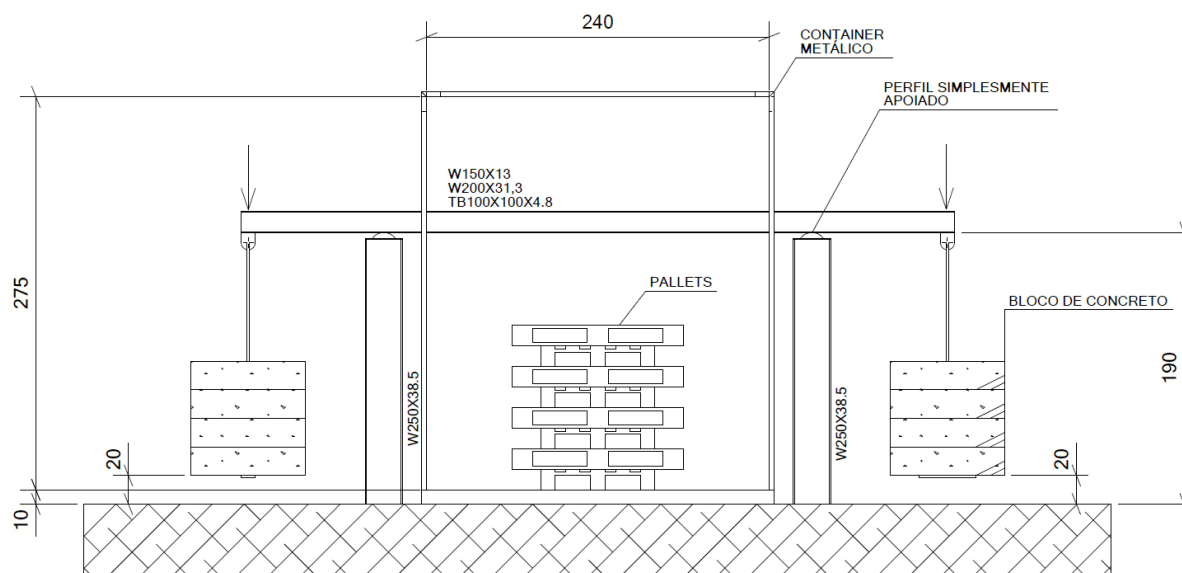 240
CONTAINER
METÁLICO
PERFIL SIMPLESMENTE
APOIADO
W150X13
W200X31,3
TB100X100X4.8
275
PALLETS
BLOCO DE CONCRETO
190
W250X38.5
W250X38.5
20
20
10